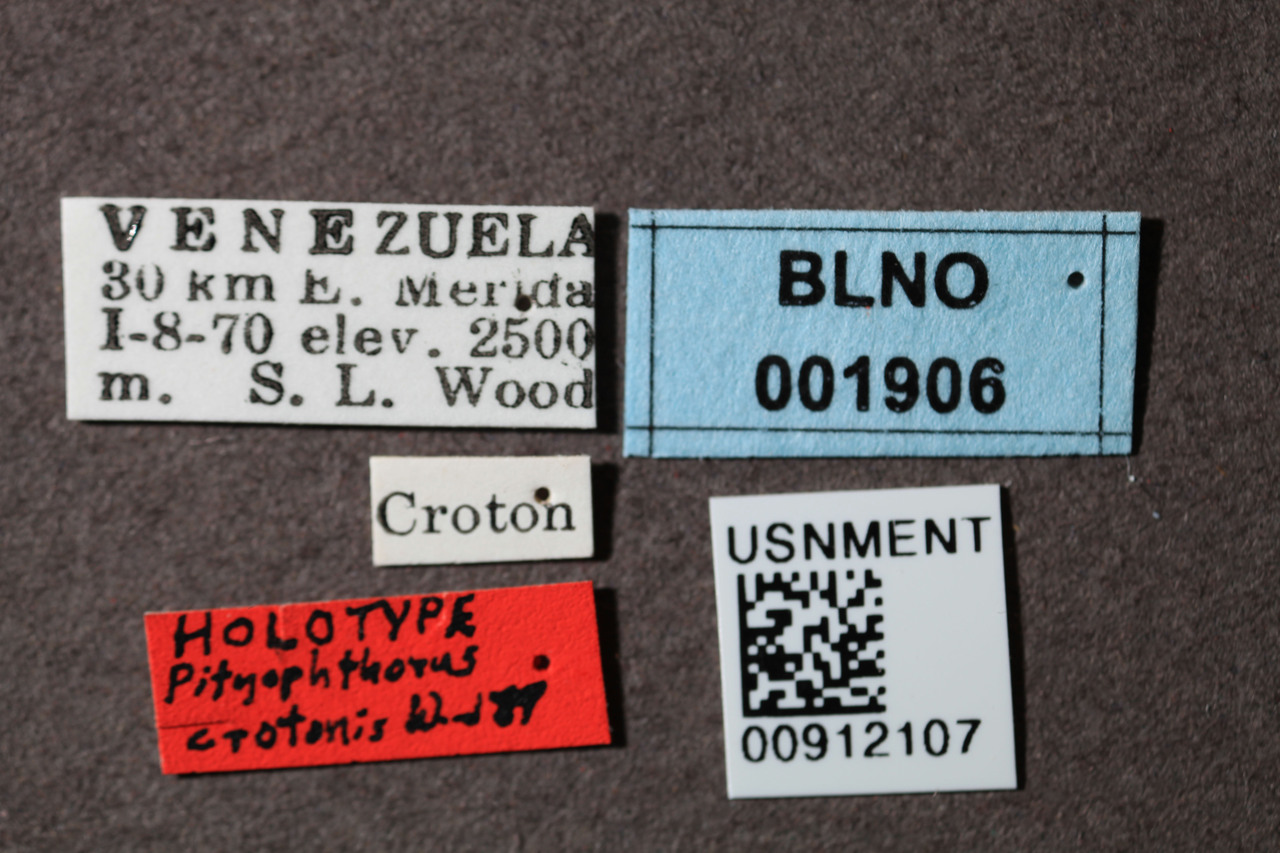 VENEZUELA
30 km E. Merida
I-8-70 elev. 2500
m. S. L. Wood
BLNO
001906
Croton
HOLOTYPE
Pityophthorus
crotonis
USNMENT
00912107